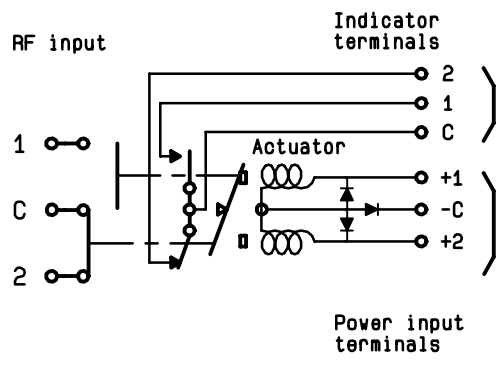 Indicator
terminals
RF input
2
1
C
Actuator
1
+1
C
-C
+2
2
Power input
terminals